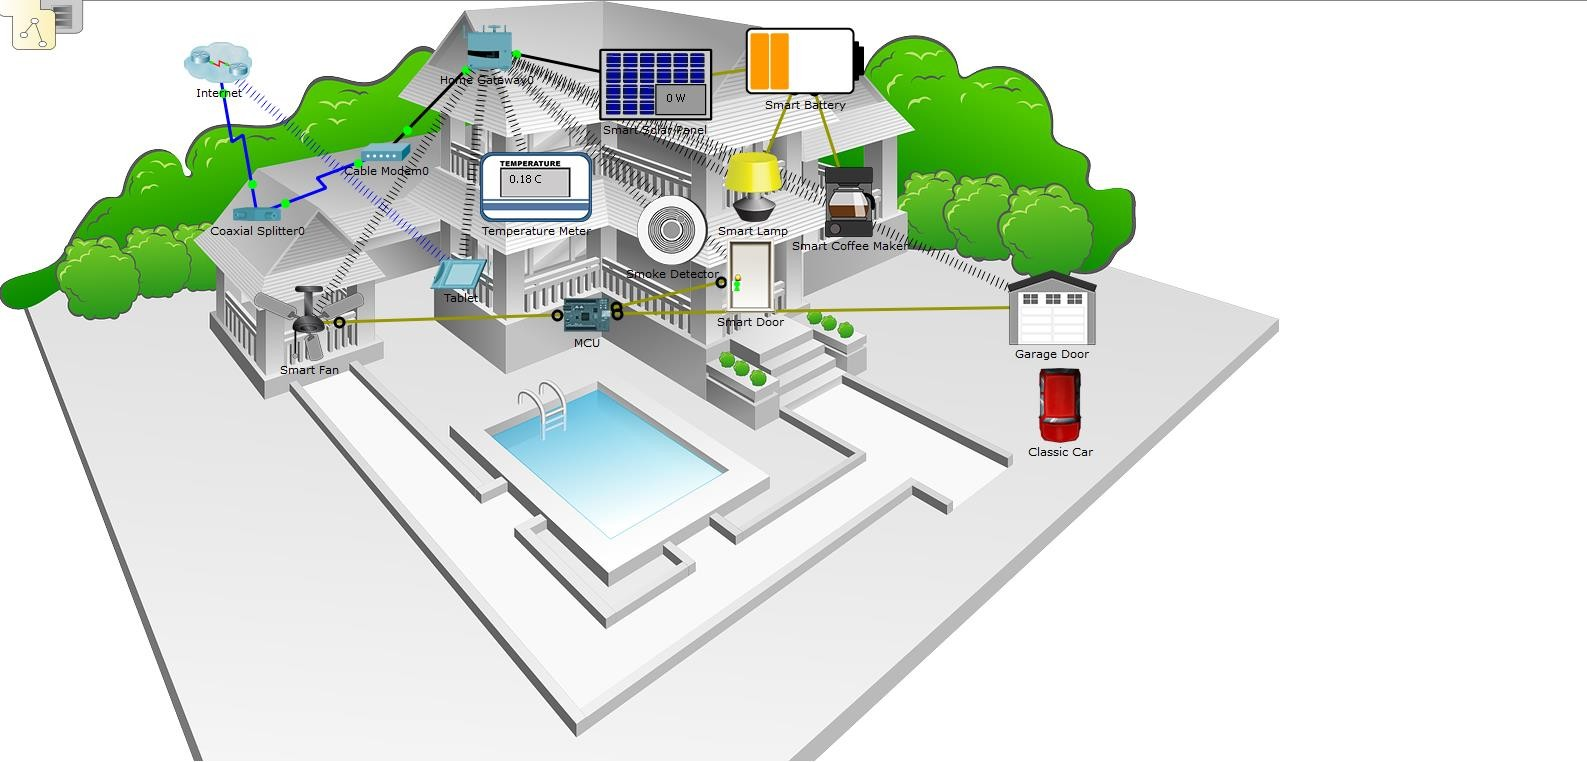 Internet
Home Gateway0
0 W
Smart Solar Panel
Smart Battery
Cable Modem0
TEMPERATURE
0.18 C
Coaxial Splitter0
Temperature Meter
Smart Lamp
Smart Coffee Maker
Smoke Detector
Tablet
Smart Door
MCU
Garage Door
Smart Fan
Classic Car